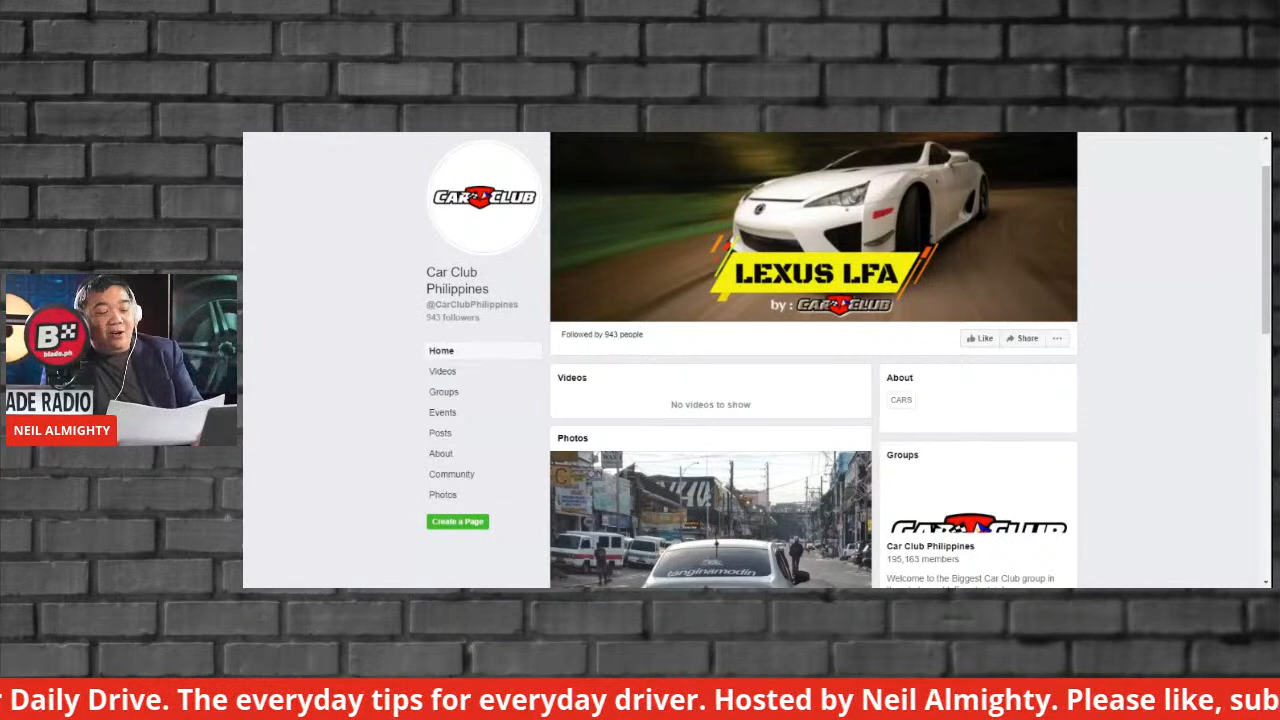 CAR CLUB
Car Club
Philippines
@CarClubPhilippines
943 followers
Home
Videos
Groups
Events
Posts
About
Community
Photos
Create a Page
LEXUS LFA
by : CAR CLUB
Followed by 943 people
Like
Share
Videos
No videos to show
Photos
tanginamodin
About
CARS
Groups
CAR CLUB
Car Club Philippines
195,163 members
Welcome to the Biggest Car Club group in
B
blade.ph
ADE RADIO
NEIL ALMIGHTY
r Daily Drive. The everyday tips for everyday driver. Hosted by Neil Almighty. Please like, sub